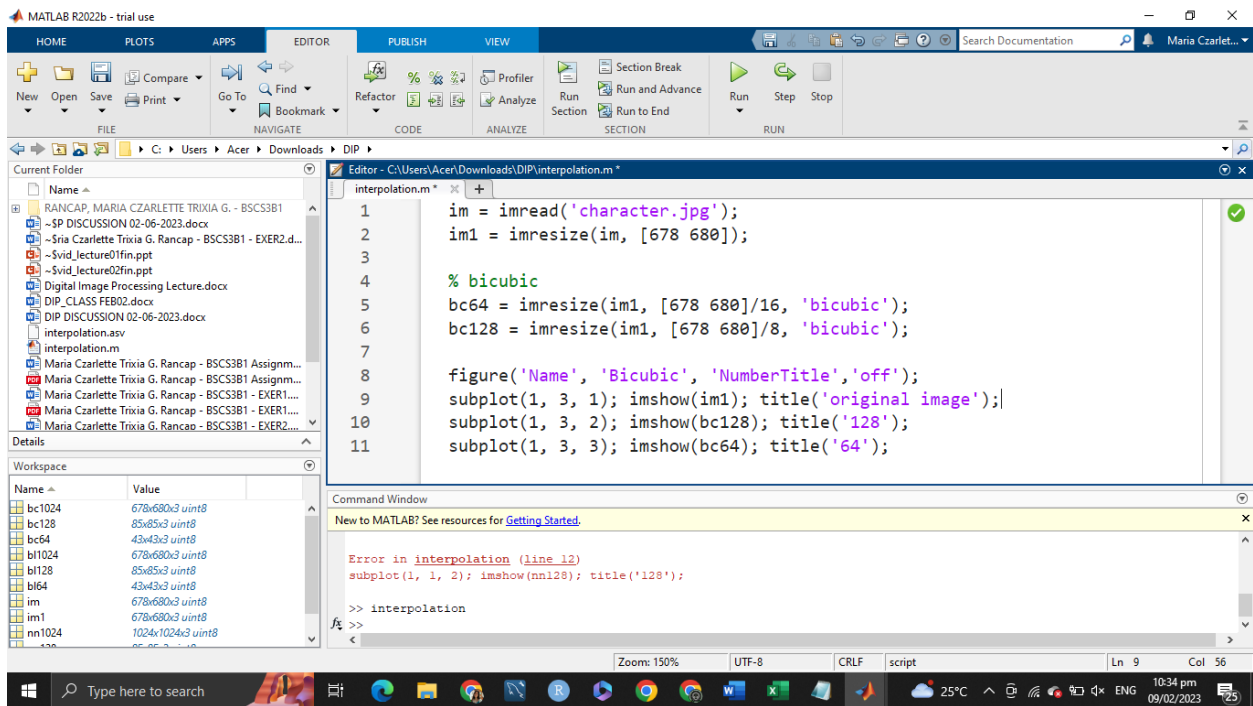 MATLAB R2022b - trial use
HOME PLOTS APPS EDITOR PUBLISH VIEW Search Documentation Maria Czarlet...
New Open Save Compare Print Go To Find Bookmark Refactor Profiler Analyze Run Section Section Break Run and Advance Run to End Run Step Stop
FILE NAVIGATE CODE ANALYZE SECTION RUN
C: Users Acer Downloads DIP
Current Folder
Name
RANCAP, MARIA CZARLETTE TRIXIA G. - BSCS3B1
~$P DISCUSSION 02-06-2023.docx
~$ria Czarlette Trixia G. Rancap - BSCS3B1 - EXER2.d...
~$vid_lecture01fin.ppt
~$vid_lecture02fin.ppt
Digital Image Processing Lecture.docx
DIP_CLASS FEB02.docx
DIP DISCUSSION 02-06-2023.docx
interpolation.asv
interpolation.m
Maria Czarlette Trixia G. Rancap - BSCS3B1 Assignm...
Maria Czarlette Trixia G. Rancap - BSCS3B1 Assignm...
Maria Czarlette Trixia G. Rancap - BSCS3B1 - EXER1....
Maria Czarlette Trixia G. Rancap - BSCS3B1 - EXER1....
Maria Czarlette Trixia G. Rancap - BSCS3B1 - EXER2....
Details
Workspace
Name Value
bc1024 678x680x3 uint8
bc128 85x85x3 uint8
bc64 43x43x3 uint8
bl1024 678x680x3 uint8
bl128 85x85x3 uint8
bl64 43x43x3 uint8
im 678x680x3 uint8
im1 678x680x3 uint8
nn1024 1024x1024x3 uint8
Editor - C:\Users\Acer\Downloads\DIP\interpolation.m *
interpolation.m * +
1 im = imread('character.jpg');
2 im1 = imresize(im, [678 680]);
3
4 % bicubic
5 bc64 = imresize(im1, [678 680]/16, 'bicubic');
6 bc128 = imresize(im1, [678 680]/8, 'bicubic');
7
8 figure('Name', 'Bicubic', 'NumberTitle','off');
9 subplot(1, 3, 1); imshow(im1); title('original image');
10 subplot(1, 3, 2); imshow(bc128); title('128');
11 subplot(1, 3, 3); imshow(bc64); title('64');
Command Window
New to MATLAB? See resources for Getting Started.
Error in interpolation (line 12)
subplot(1, 1, 2); imshow(nn128); title('128');
>> interpolation
fx >>
Zoom: 150% UTF-8 CRLF script Ln 9 Col 56
Type here to search 25°C ENG 10:34 pm
09/02/2023 25